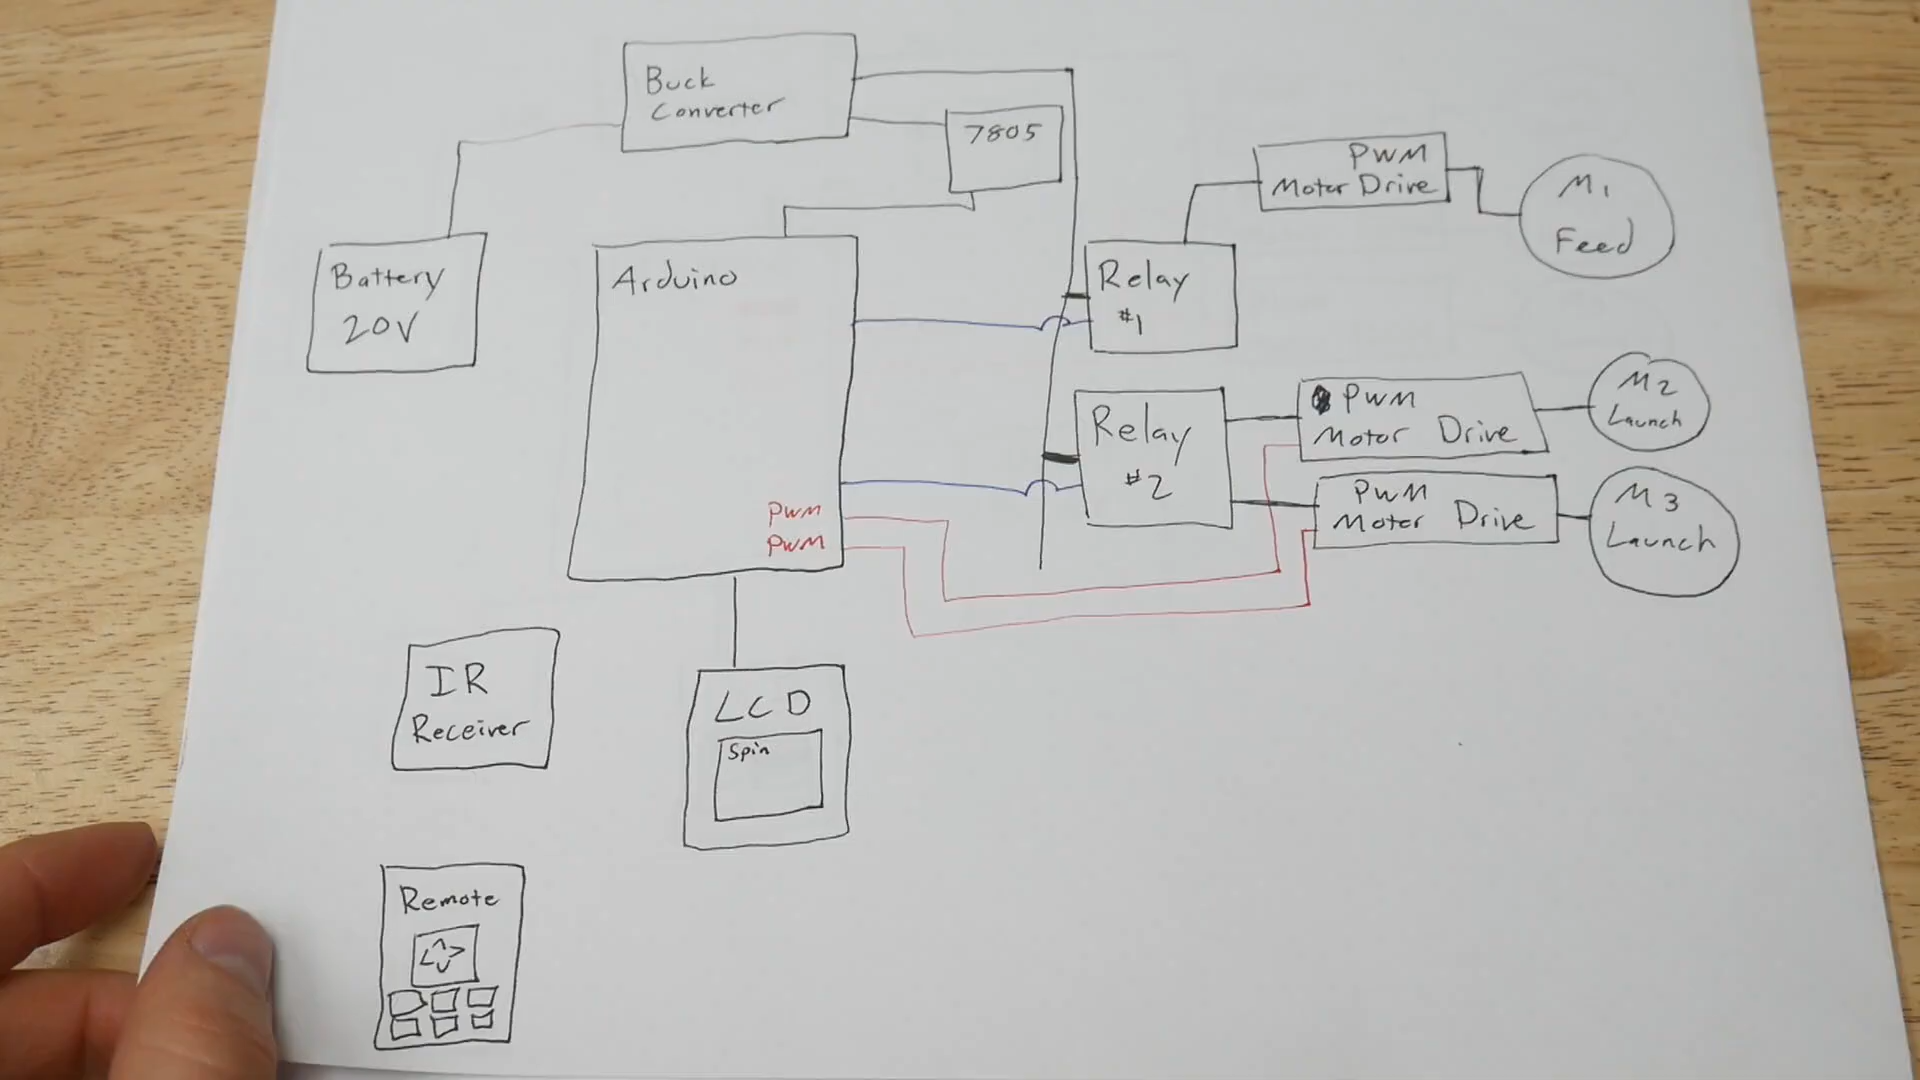 Buck
Converter
7805
PWM
Motor Drive
M1
Feed
Battery
20V
Arduino
Relay
#1
PWM
Motor Drive
M2
Launch
Relay
#2
PWM
Motor Drive
M3
Launch
PWM
PWM
IR
Receiver
LCD
Spin
Remote